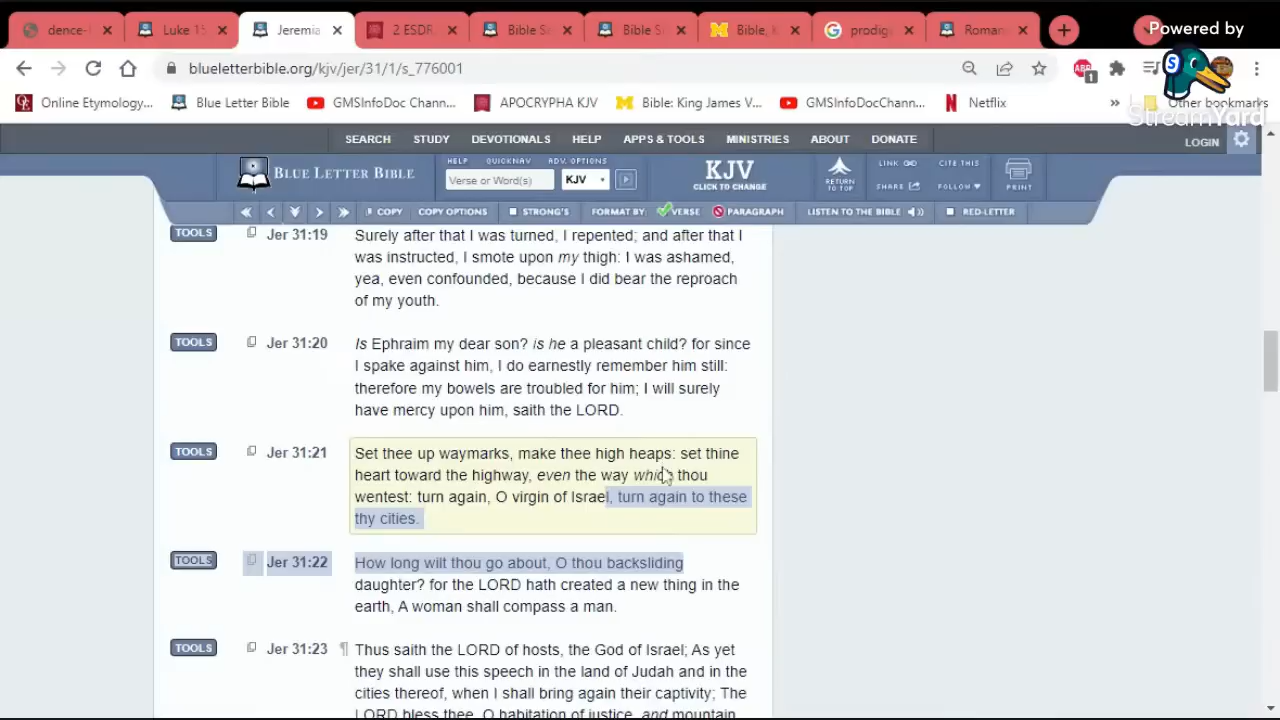 Powered by
StreamYard
dence-
Luke 15
Jeremia
2 ESDR
Bible Se
Bible S
Bible, k
prodig
Roman
blueletterbible.org/kjv/jer/31/1/s_776001
ABP
1
Online Etymology...
Blue Letter Bible
GMSInfoDoc Chann...
APOCRYPHA KJV
Bible: King James V...
GMSInfoDocChann...
Netflix
»
Other bookmarks
SEARCH STUDY DEVOTIONALS HELP APPS & TOOLS MINISTRIES ABOUT DONATE LOGIN
BLUE LETTER BIBLE
HELP QUICKNAV ADV. OPTIONS
Verse or Word(s) KJV
KJV
CLICK TO CHANGE
RETURN
TO TOP
LINK CITE THIS
SHARE FOLLOW
PRINT
COPY COPY OPTIONS STRONG'S FORMAT BY VERSE PARAGRAPH LISTEN TO THE BIBLE RED-LETTER
TOOLS Jer 31:19 Surely after that I was turned, I repented; and after that I
was instructed, I smote upon my thigh: I was ashamed,
yea, even confounded, because I did bear the reproach
of my youth.
TOOLS Jer 31:20 Is Ephraim my dear son? is he a pleasant child? for since
I spake against him, I do earnestly remember him still:
therefore my bowels are troubled for him; I will surely
have mercy upon him, saith the LORD.
TOOLS Jer 31:21 Set thee up waymarks, make thee high heaps: set thine
heart toward the highway, even the way which thou
wentest: turn again, O virgin of Israel, turn again to these
thy cities.
TOOLS Jer 31:22 How long wilt thou go about, O thou backsliding
daughter? for the LORD hath created a new thing in the
earth, A woman shall compass a man.
TOOLS Jer 31:23 ¶ Thus saith the LORD of hosts, the God of Israel; As yet
they shall use this speech in the land of Judah and in the
cities thereof, when I shall bring again their captivity; The
LORD bless thee, O habitation of justice, and mountain